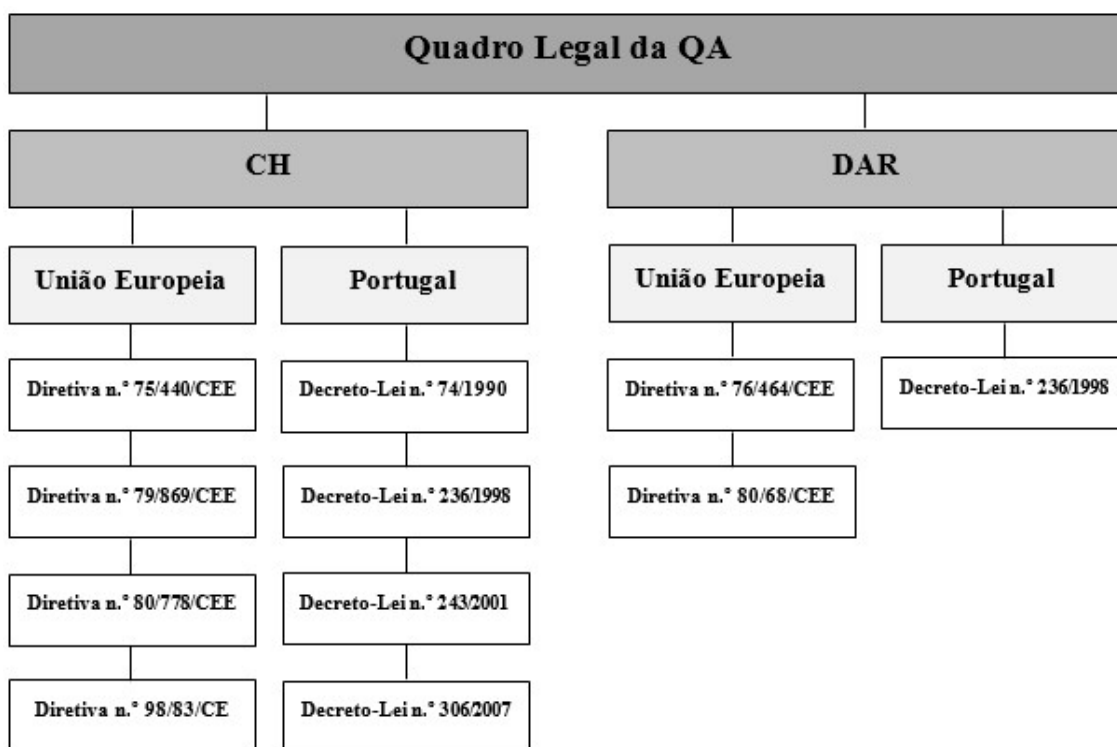 Quadro Legal da QA
CH
DAR
União Europeia
Portugal
União Europeia
Portugal
Diretiva n.º 75/440/CEE
Decreto-Lei n.º 74/1990
Diretiva n.º 76/464/CEE
Decreto-Lei n.º 236/1998
Diretiva n.º 79/869/CEE
Decreto-Lei n.º 236/1998
Diretiva n.º 80/68/CEE
Diretiva n.º 80/778/CEE
Decreto-Lei n.º 243/2001
Diretiva n.º 98/83/CE
Decreto-Lei n.º 306/2007